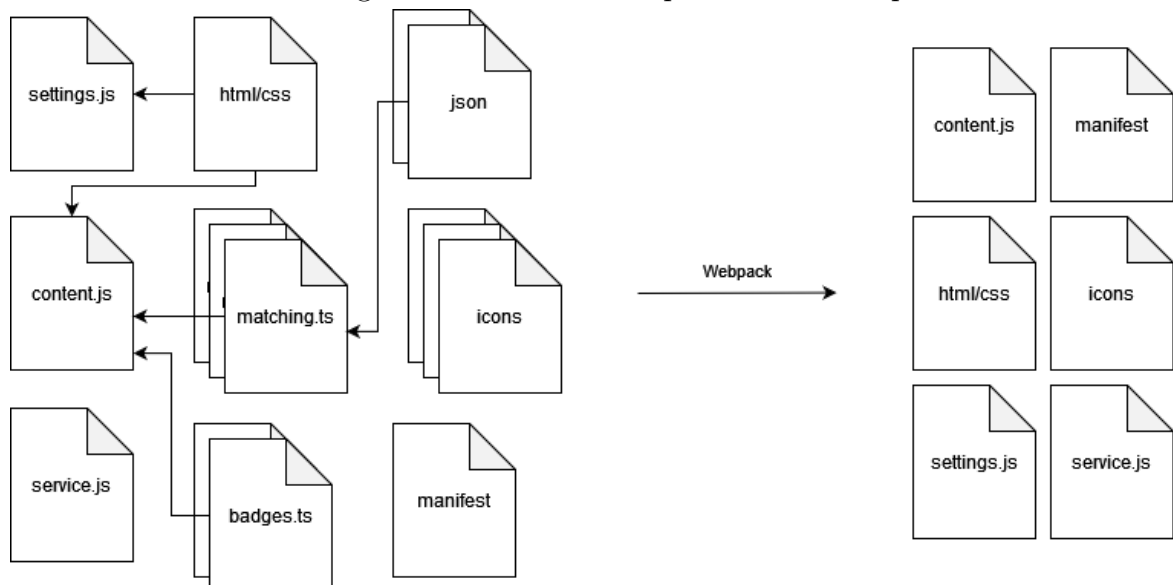 settings.js
html/css
json
content.js
matching.ts
icons
service.js
badges.ts
manifest
Webpack
content.js
manifest
html/css
icons
settings.js
service.js